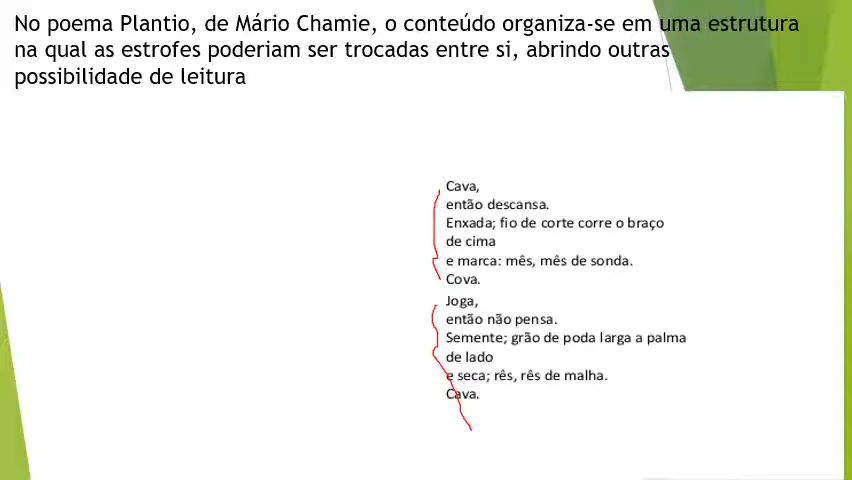 No poema Plantio, de Mário Chamie, o conteúdo organiza-se em uma estrutura
na qual as estrofes poderiam ser trocadas entre si, abrindo outras
possibilidade de leitura
Cava,
então descansa.
Enxada; fio de corte corre o braço
de cima
e marca: mês, mês de sonda.
Cova.
Joga,
então não pensa.
Semente; grão de poda larga a palma
de lado
e seca; rês, rês de malha.
Cava.